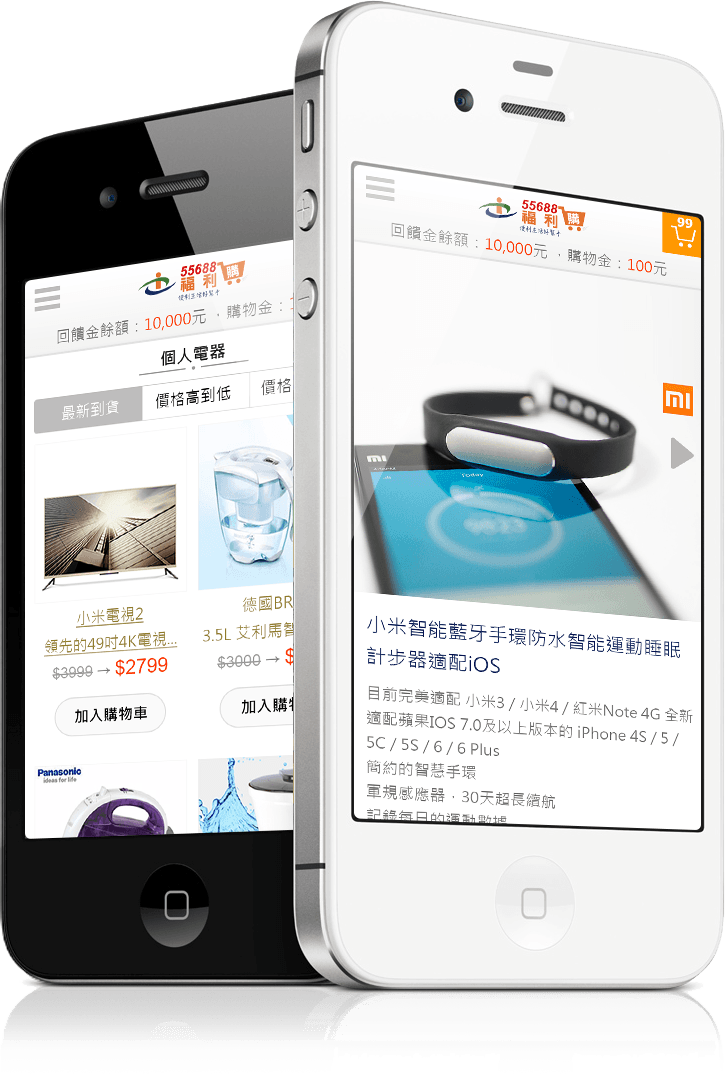 55688
福利購
便利生活好幫手
回饋金餘額：10,000元 ，購物金：
個人電器
最新到貨
價格高到低
價格
小米電視2
領先的49吋4K電視...
$3999 → $2799
加入購物車
德國BR
3.5L 艾利馬
$3000 → $
加入購物
Panasonic
ideas for life
55688
福利購
便利生活好幫手
99
回饋金餘額：10,000元 ，購物金：100元
mi
mi
Today
小米智能藍牙手環防水智能運動睡眠
計步器適配iOS
目前完美適配 小米3 / 小米4 / 紅米Note 4G 全新
適配蘋果IOS 7.0及以上版本的 iPhone 4S / 5 /
5C / 5S / 6 / 6 Plus
簡約的智慧手環
軍規感應器，30天超長續航
記錄每日的運動數據